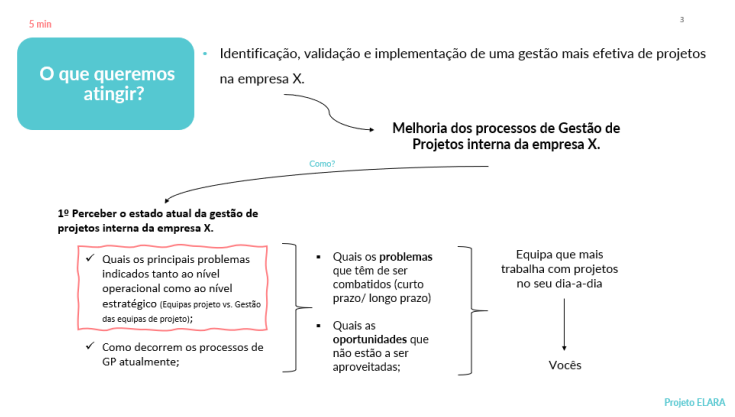 5 min
3
O que queremos
atingir?
• Identificação, validação e implementação de uma gestão mais efetiva de projetos
na empresa X.
Melhoria dos processos de Gestão de
Projetos interna da empresa X.
Como?
1º Perceber o estado atual da gestão de
projetos interna da empresa X.
✓ Quais os principais problemas
indicados tanto ao nível
operacional como ao nível
estratégico (Equipas projeto vs. Gestão
das equipas de projeto);
✓ Como decorrem os processos de
GP atualmente;
▪ Quais os problemas
que têm de ser
combatidos (curto
prazo/ longo prazo)
▪ Quais as
oportunidades que
não estão a ser
aproveitadas;
Equipa que mais
trabalha com projetos
no seu dia-a-dia
Vocês
Projeto ELARA